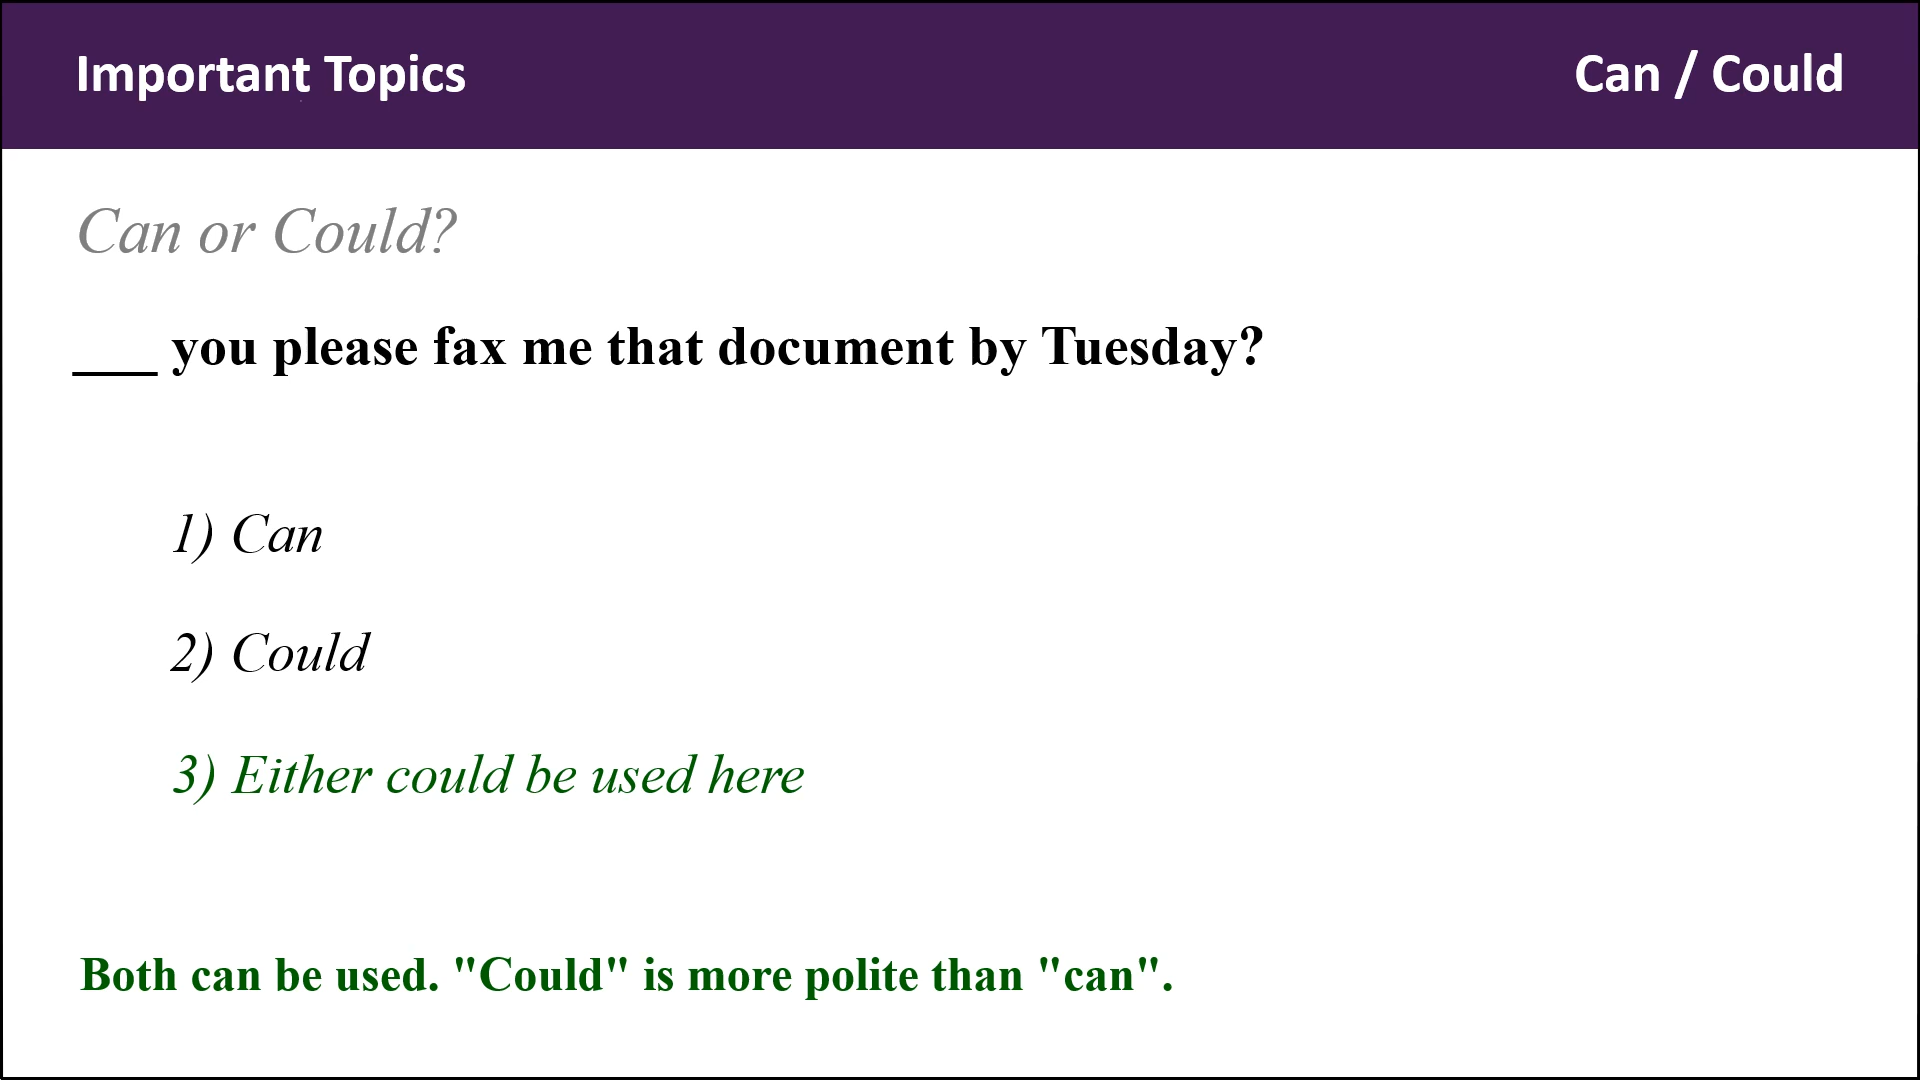 Important Topics
Can / Could
Can or Could?
___ you please fax me that document by Tuesday?
1) Can
2) Could
3) Either could be used here
Both can be used. "Could" is more polite than "can".